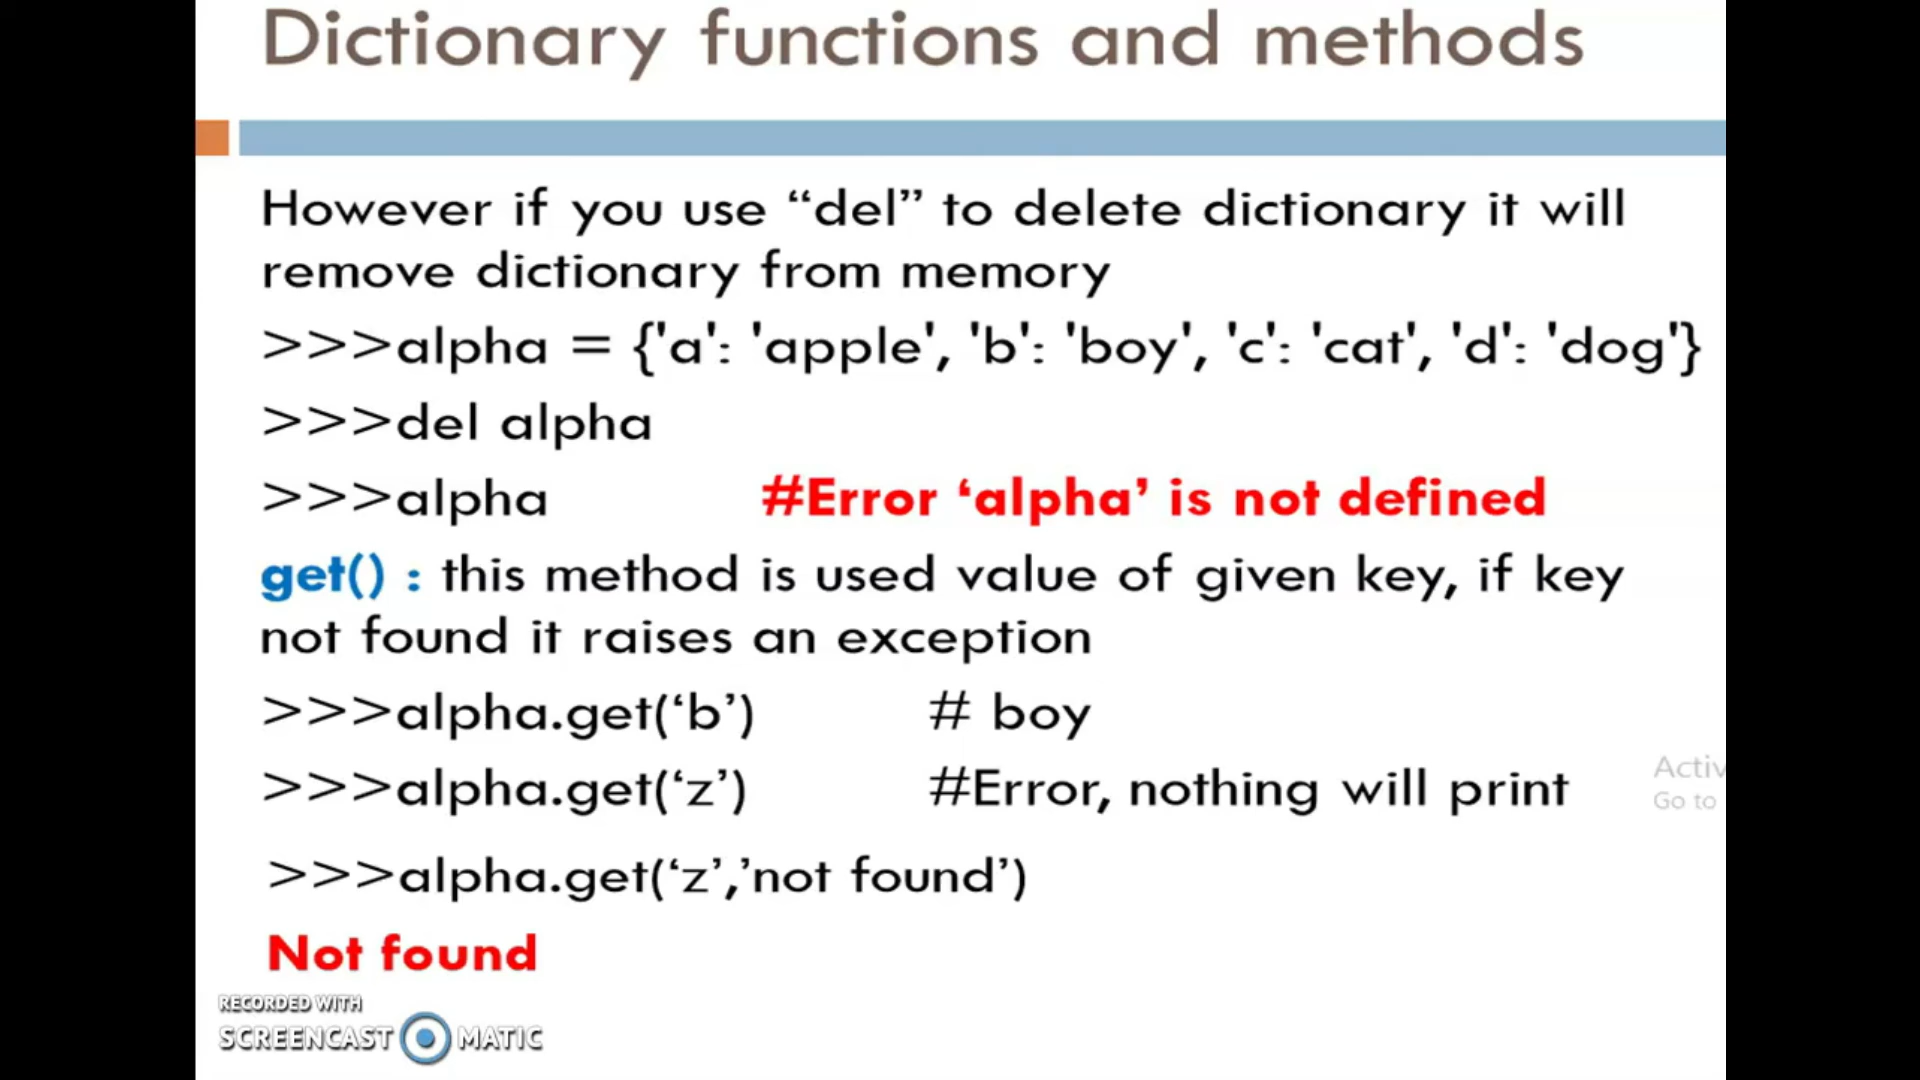 Dictionary functions and methods
However if you use “del” to delete dictionary it will
remove dictionary from memory
>>>alpha = {'a': 'apple', 'b': 'boy', 'c': 'cat', 'd': 'dog'}
>>>del alpha
>>>alpha #Error ‘alpha’ is not defined
get() : this method is used value of given key, if key
not found it raises an exception
>>>alpha.get(‘b’) # boy
>>>alpha.get(‘z’) #Error, nothing will print
Activ
Go to
>>>alpha.get(‘z’,’not found’)
Not found
RECORDED WITH
SCREENCAST MATIC